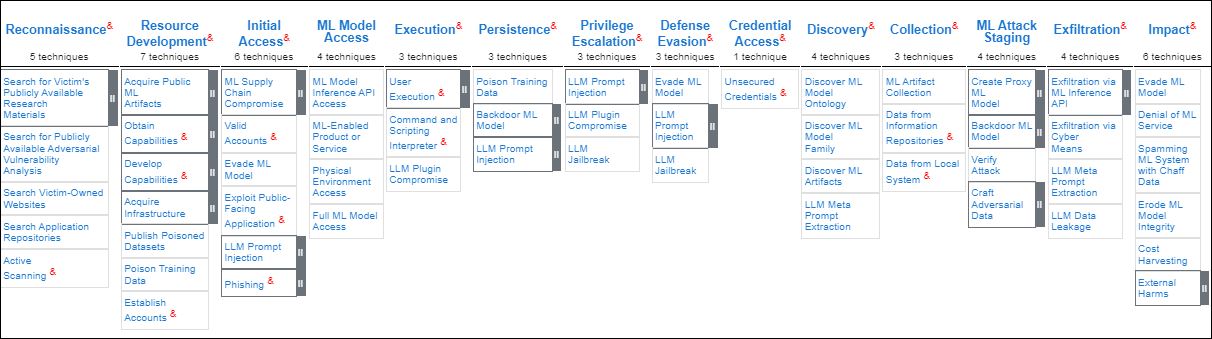 Reconnaissance&
5 techniques
Search for Victim's
Publicly Available
Research
Materials
Search for Publicly
Available Adversarial
Vulnerability
Analysis
Search Victim-Owned
Websites
Search Application
Repositories
Active
Scanning &
Resource
Development&
7 techniques
Acquire Public
ML
Artifacts
Obtain
Capabilities &
Develop
Capabilities &
Acquire
Infrastructure
Publish Poisoned
Datasets
Poison Training
Data
Establish
Accounts &
Initial
Access&
6 techniques
ML Supply
Chain
Compromise
Valid
Accounts &
Evade ML
Model
Exploit Public-
Facing
Application &
LLM Prompt
Injection
Phishing &
ML Model
Access
4 techniques
ML Model
Inference API
Access
ML-Enabled
Product or
Service
Physical
Environment
Access
Full ML Model
Access
Execution&
3 techniques
User
Execution &
Command and
Scripting
Interpreter &
LLM Plugin
Compromise
Persistence&
3 techniques
Poison Training
Data
Backdoor ML
Model
LLM Prompt
Injection
Privilege
Escalation&
3 techniques
LLM Prompt
Injection
LLM Plugin
Compromise
LLM
Jailbreak
Defense
Evasion&
3 techniques
Evade ML
Model
LLM
Prompt
Injection
LLM
Jailbreak
Credential
Access&
1 technique
Unsecured
Credentials &
Discovery&
4 techniques
Discover ML
Model
Ontology
Discover ML
Model
Family
Discover ML
Artifacts
LLM Meta
Prompt
Extraction
Collection&
3 techniques
ML Artifact
Collection
Data from
Information
Repositories &
Data from Local
System &
ML Attack
Staging
4 techniques
Create Proxy
ML
Model
Backdoor ML
Model
Verify
Attack
Craft
Adversarial
Data
Exfiltration&
4 techniques
Exfiltration via
ML Inference
API
Exfiltration via
Cyber
Means
LLM Meta
Prompt
Extraction
LLM Data
Leakage
Impact&
6 techniques
Evade ML
Model
Denial of ML
Service
Spamming
ML System
with Chaff
Data
Erode ML
Model
Integrity
Cost
Harvesting
External
Harms